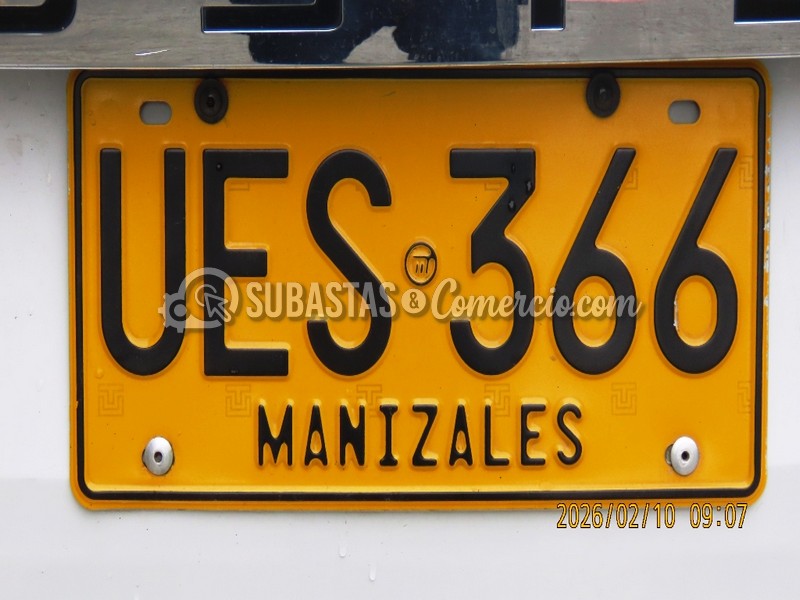 UES 366
SUBASTAS & Comercio.com
MANIZALES
2026/02/10 09:07